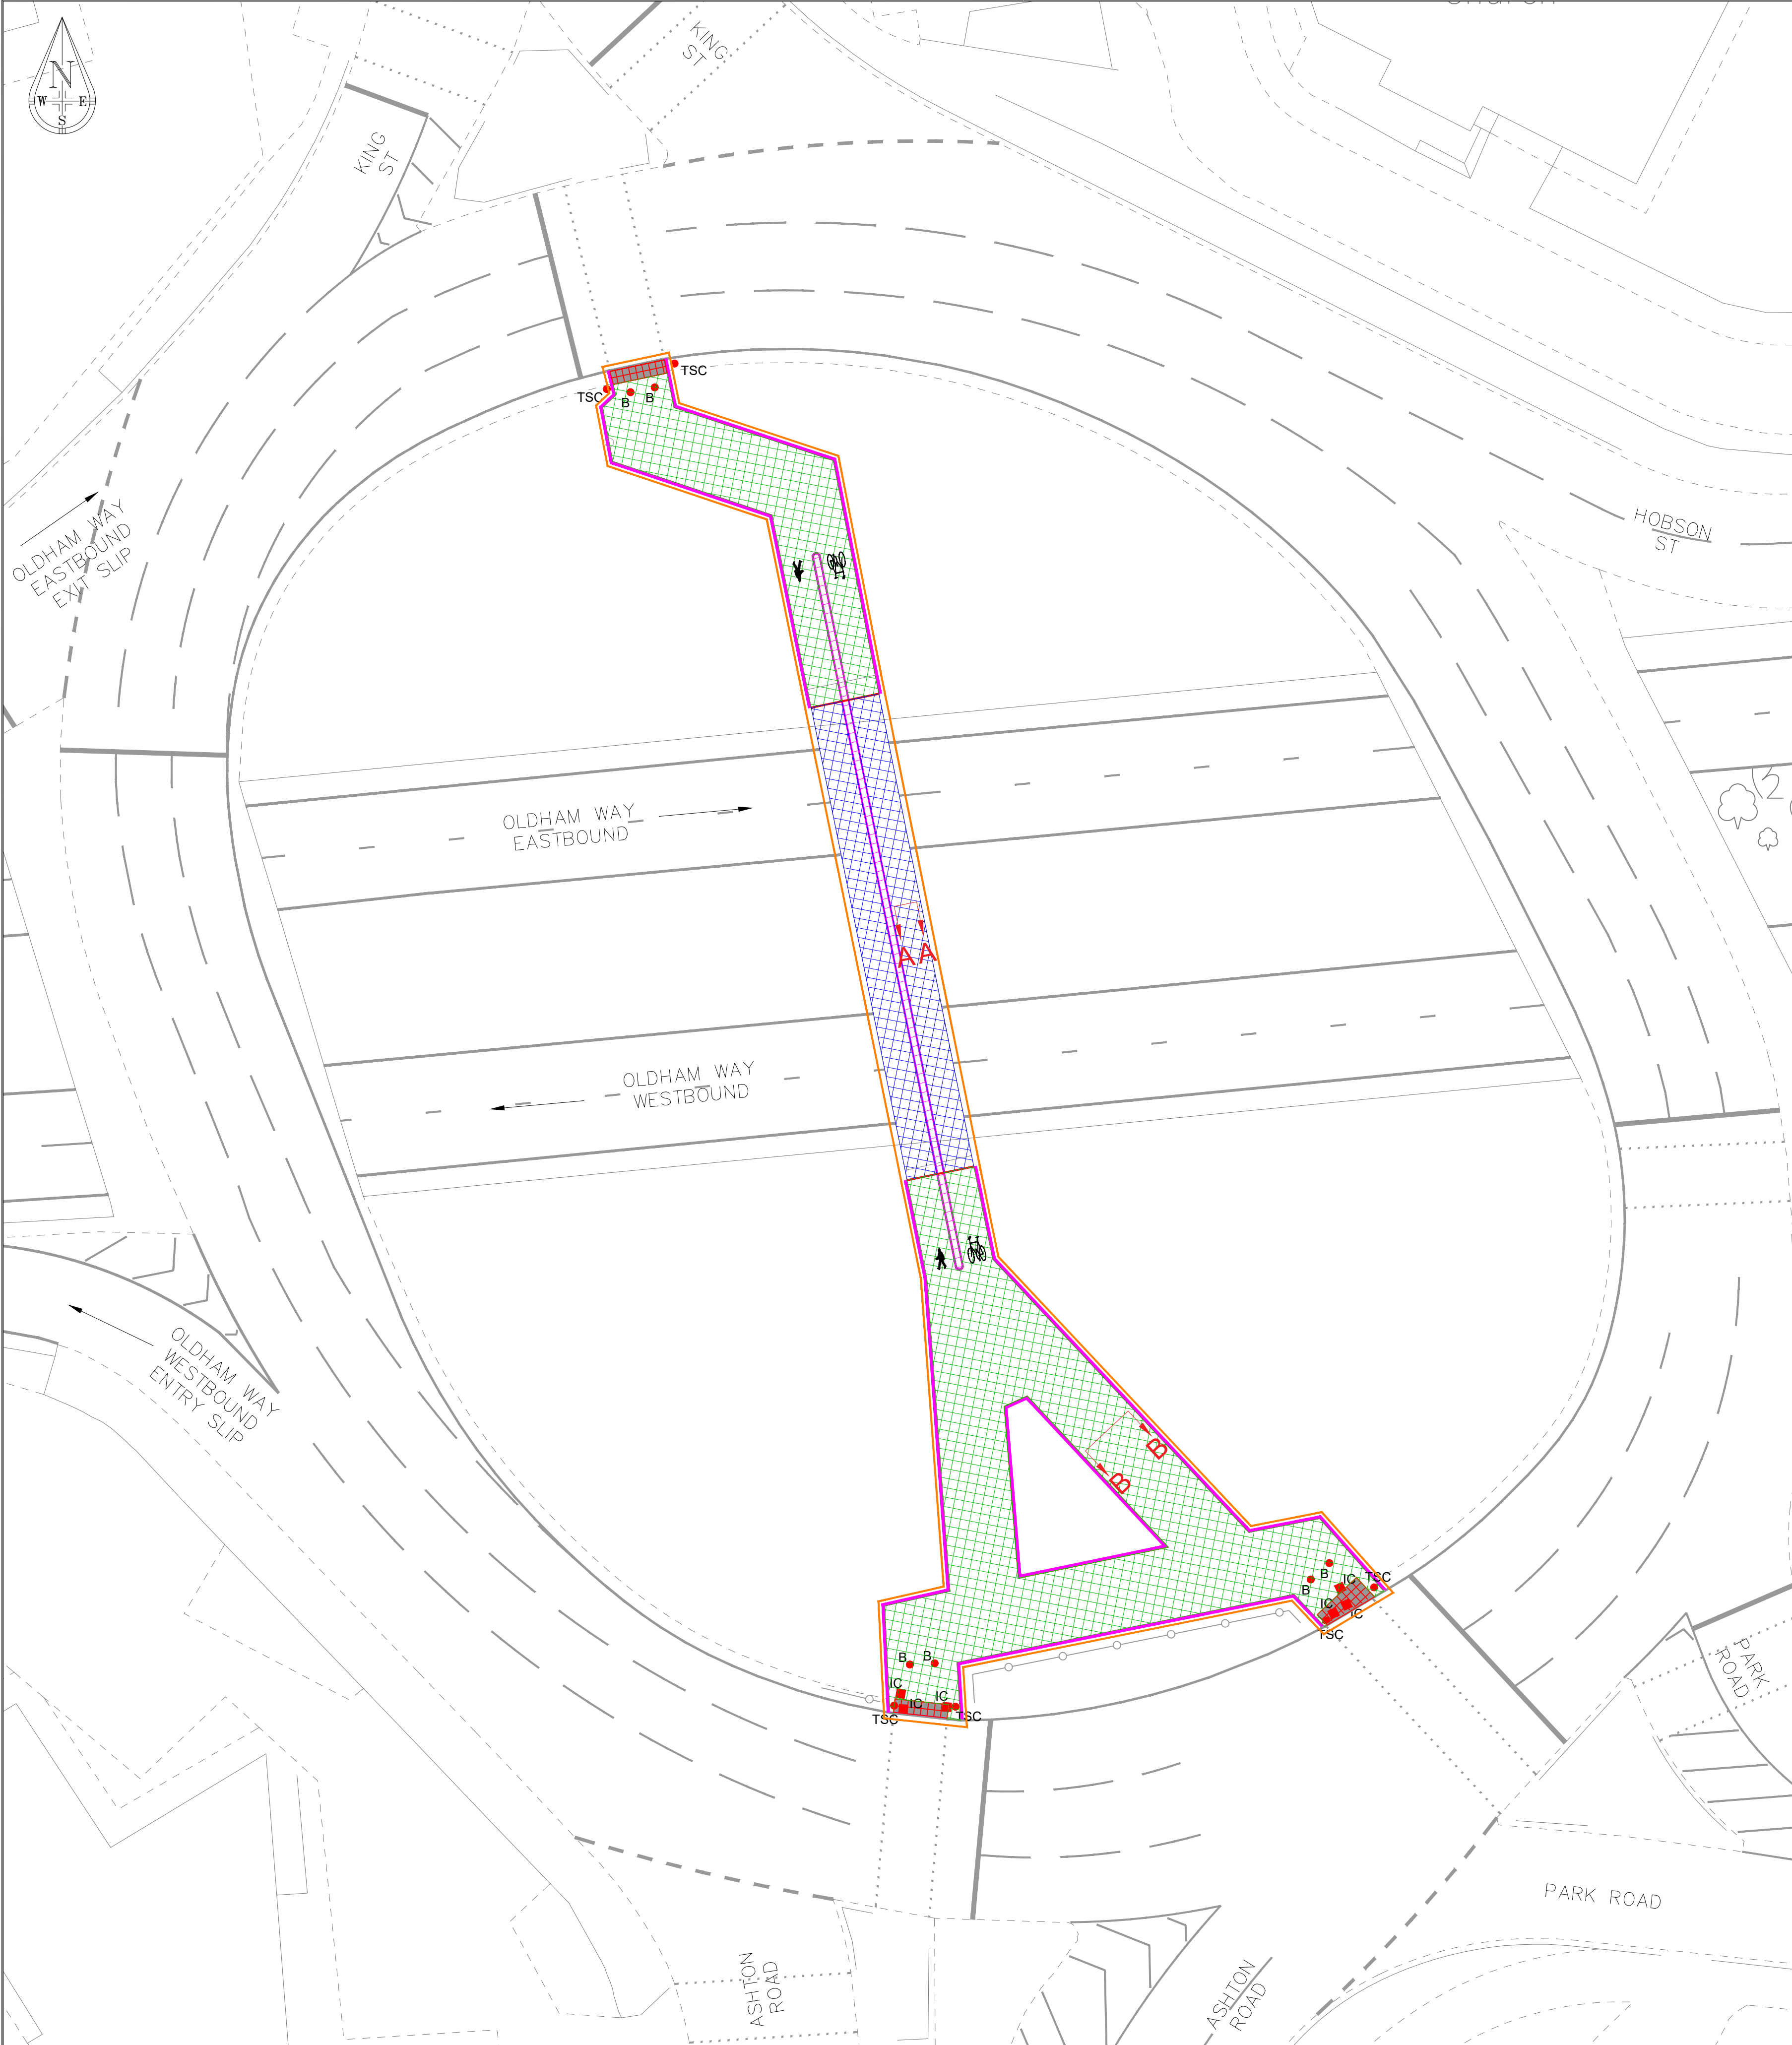 N
W E
S
KING
ST
KING
ST
OLDHAM WAY
EASTBOUND
EXIT SLIP
TSC
TSC
B
B
HOBSON
ST
OLDHAM WAY
EASTBOUND
A A
OLDHAM WAY
WESTBOUND
OLDHAM WAY
WESTBOUND
ENTRY SLIP
B
B
B
B
IC
TSC
IC
IC
TSC
B
B
IC
IC
IC
TSC
TSC
PARK
ROAD
PARK ROAD
ASHTON
ROAD
ASHTON
ROAD